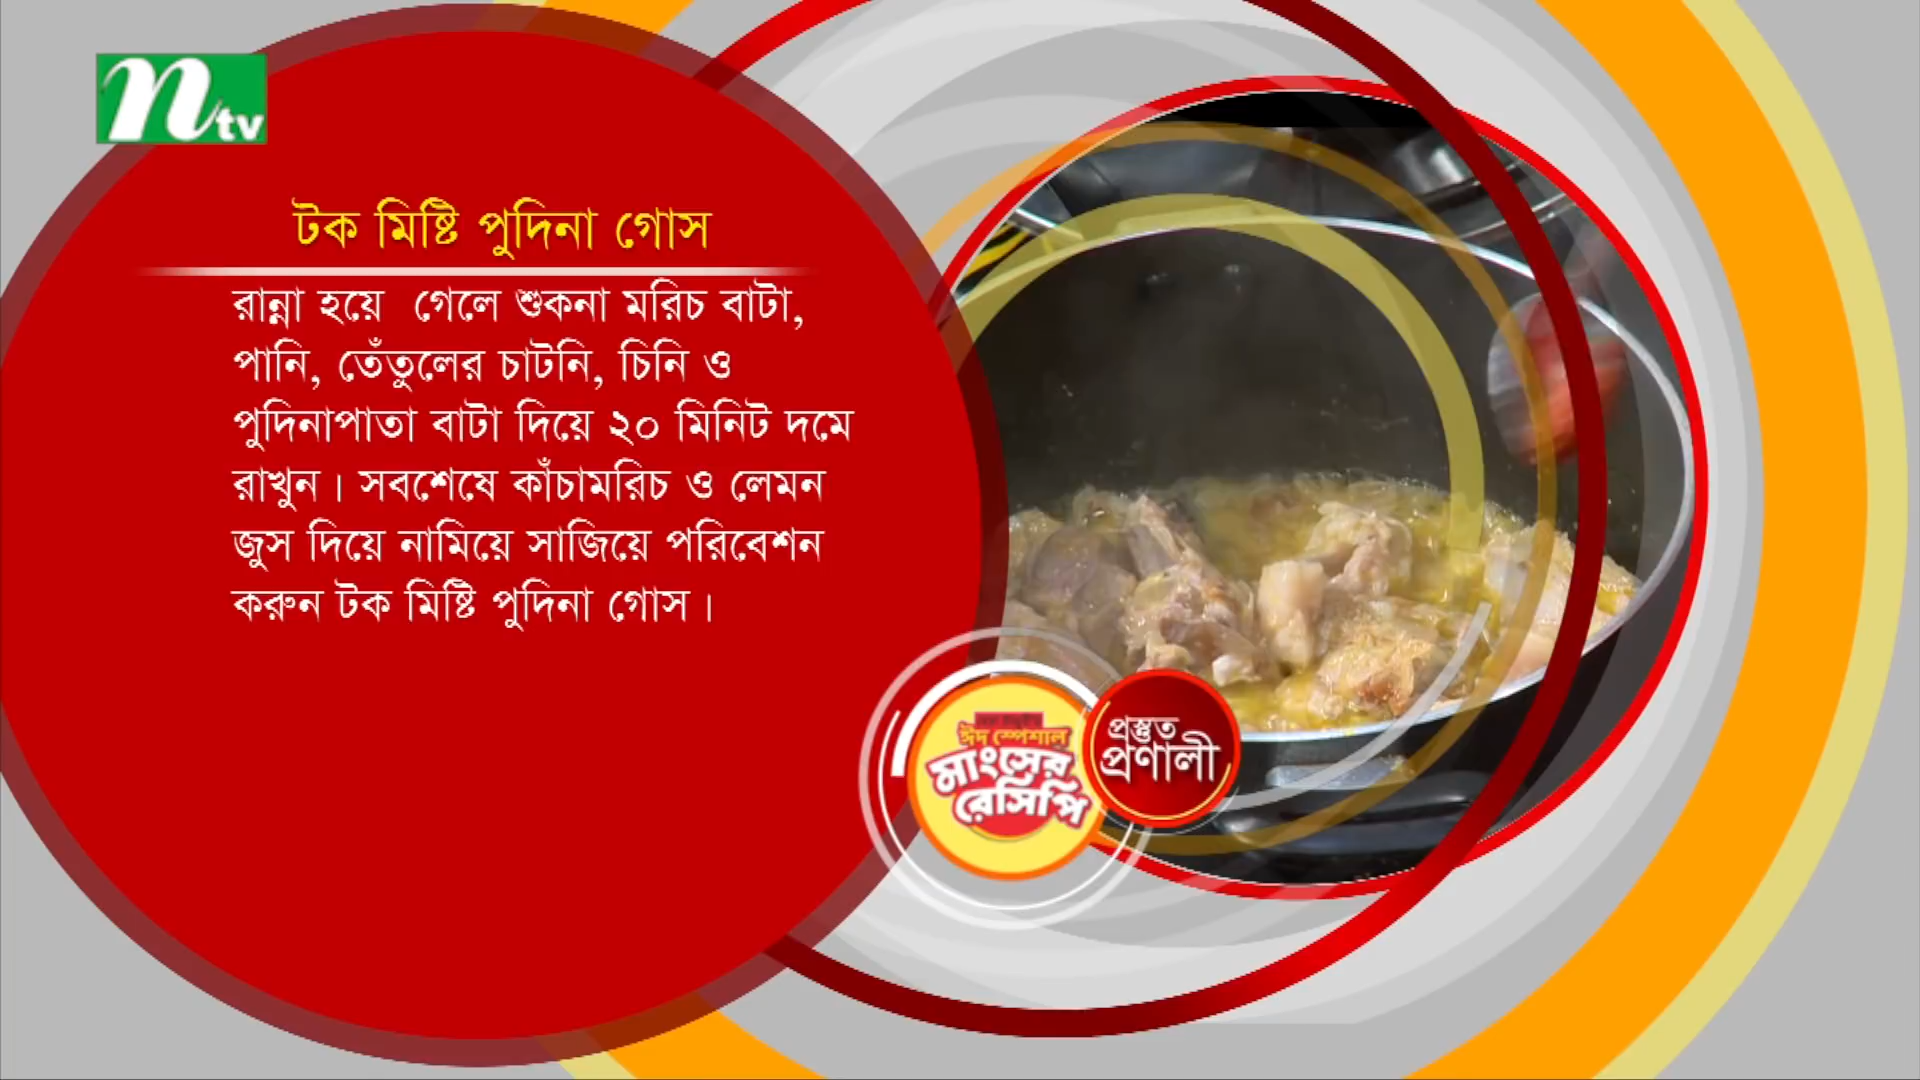 ntv
টক মিষ্টি পুদিনা গোস
রান্না হয়ে গেলে শুকনা মরিচ বাটা,
পানি, তেঁতুলের চাটনি, চিনি ও
পুদিনাপাতা বাটা দিয়ে ২০ মিনিট দমে
রাখুন। সবশেষে কাঁচামরিচ ও লেমন
জুস দিয়ে নামিয়ে সাজিয়ে পরিবেশন
করুন টক মিষ্টি পুদিনা গোস।
ঈদ স্পেশাল
মাংসের
রেসিপি
প্রস্তুত
প্রণালী